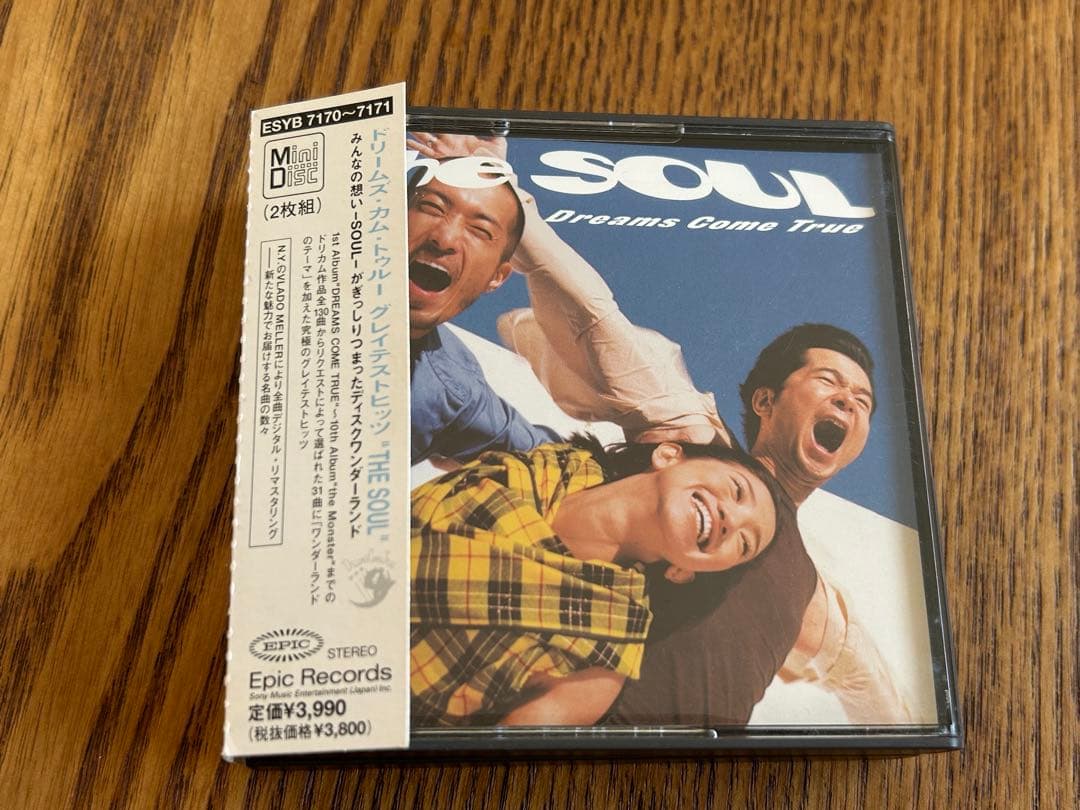 ESYB 7170〜7171
Mini Disc
(2枚組)
ドリームズ・カム・トゥルー グレイテストヒッツ "THE SOUL"
みんなの想い-SOUL- がぎっしりつまったディスクワンダーランド
1st Album"DREAMS COME TRUE"〜10th Album"the Monster"までの
ドリカム作品全130曲からリクエストによって選ばれた31曲に「ワンダーランド
のテーマ」を加えた究極のグレイテストヒッツ
N.Y.のVLADO MELLERにより全曲デジタル・リマスタリング
――新たな魅力でお届けする名曲の数々
EPIC
STEREO
Epic Records
Sony Music Entertainment (Japan) Inc.
定価¥3,990
(税抜価格¥3,800)
he SOUL
Dreams Come True